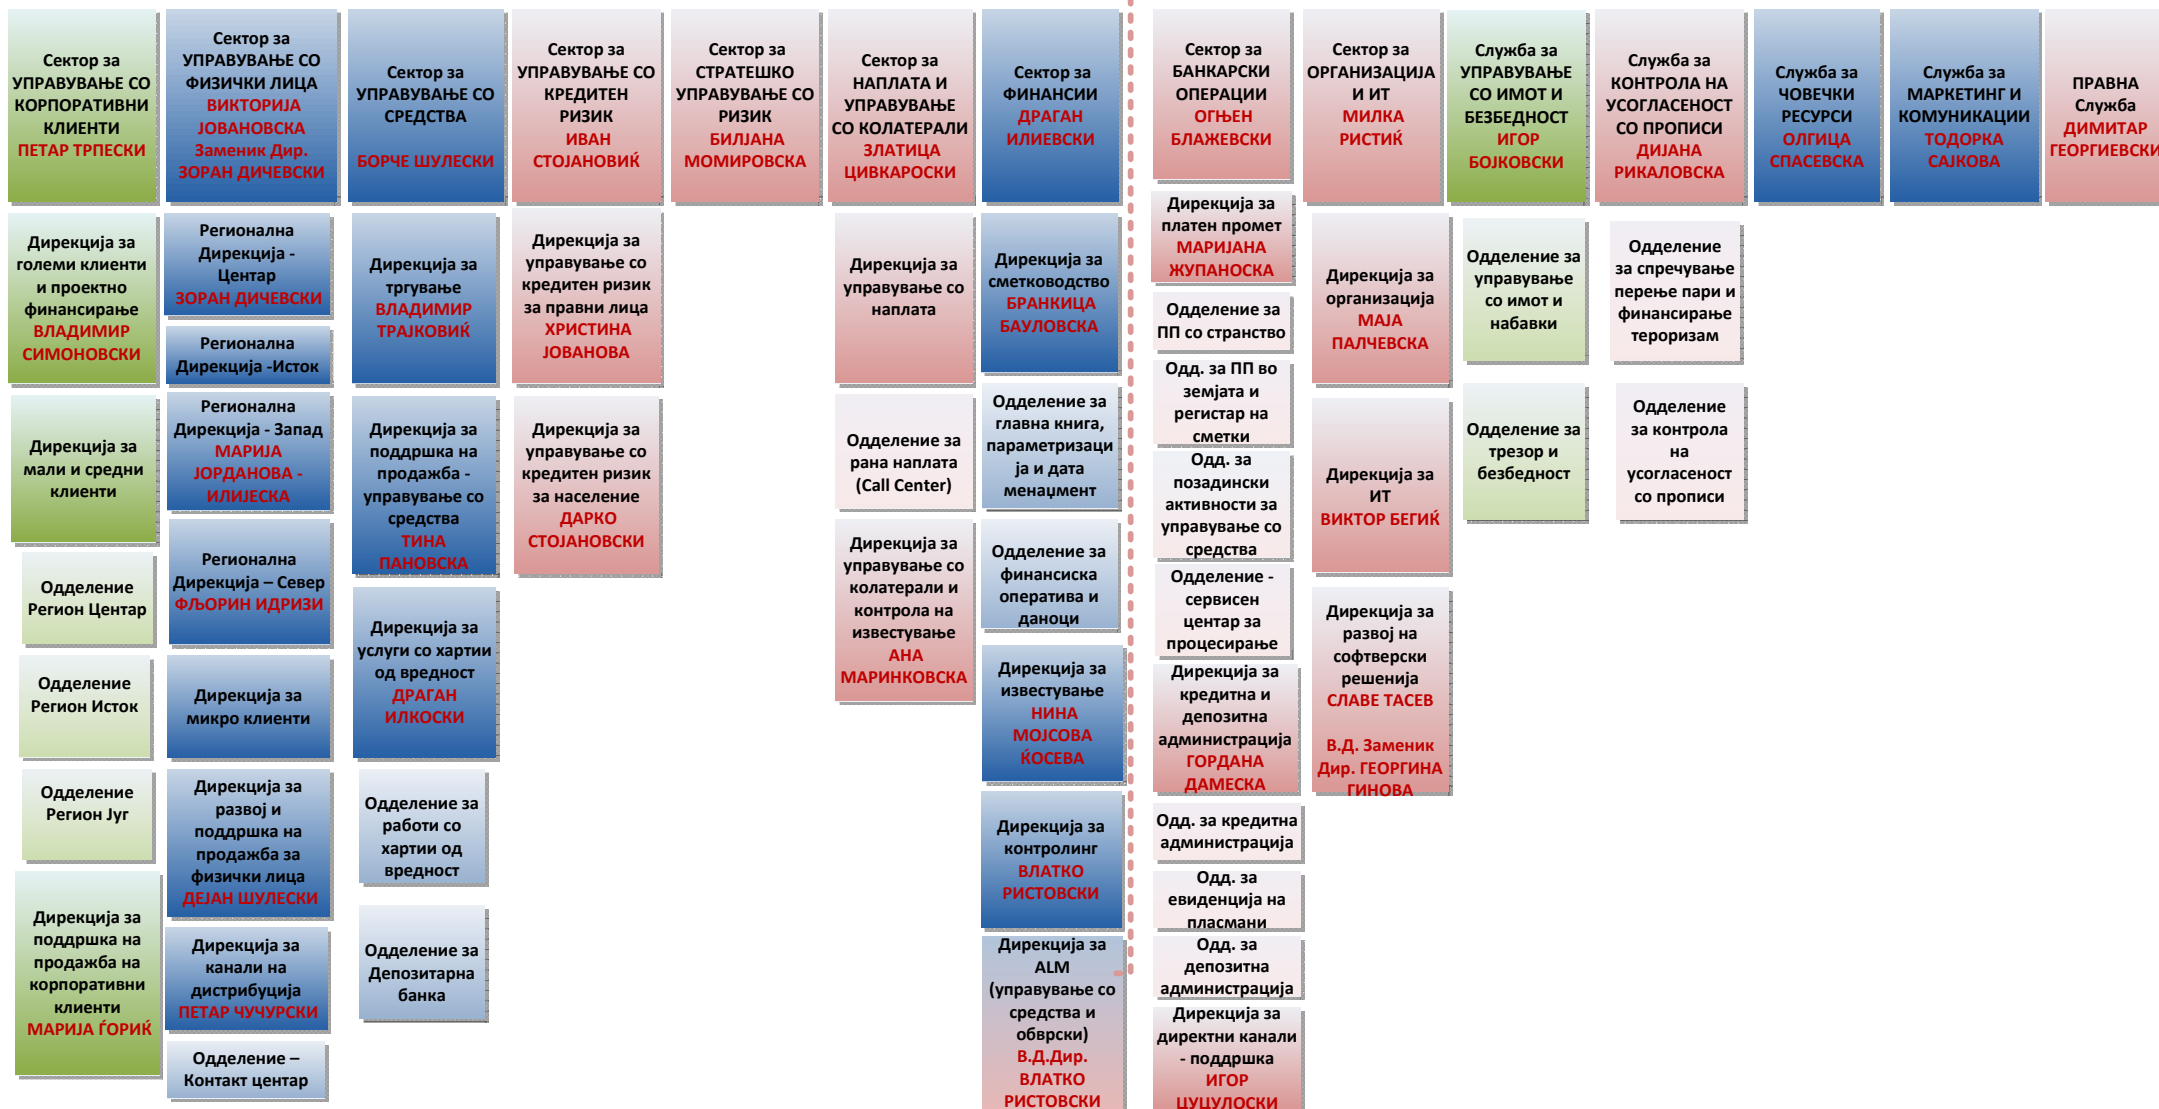 Сектор за
УПРАВУВАЊЕ СО
КОРПОРАТИВНИ
КЛИЕНТИ
ПЕТАР ТРПЕСКИ
Дирекција за
големи клиенти
и проектно
финансирање
ВЛАДИМИР
СИМОНОВСКИ
Дирекција за
мали и средни
клиенти
Одделение
Регион Центар
Одделение
Регион Исток
Одделение
Регион Југ
Дирекција за
поддршка на
продажба на
корпоративни
клиенти
МАРИЈА ЃОРИЌ
Сектор за
УПРАВУВАЊЕ СО
ФИЗИЧКИ ЛИЦА
ВИКТОРИЈА
ЈОВАНОВСКА
Заменик Дир.
ЗОРАН ДИЧЕВСКИ
Регионална
Дирекција -
Центар
ЗОРАН ДИЧЕВСКИ
Регионална
Дирекција -Исток
Регионална
Дирекција - Запад
МАРИЈА
ЈОРДАНОВА -
ИЛИЈЕСКА
Регионална
Дирекција – Север
ФЉОРИН ИДРИЗИ
Дирекција за
микро клиенти
Дирекција за
развој и
поддршка на
продажба за
физички лица
ДЕЈАН ШУЛЕСКИ
Дирекција за
канали на
дистрибуција
ПЕТАР ЧУЧУРСКИ
Одделение –
Контакт центар
Сектор за
УПРАВУВАЊЕ СО
СРЕДСТВА
БОРЧЕ ШУЛЕСКИ
Дирекција за
тргување
ВЛАДИМИР
ТРАЈКОВИЌ
Дирекција за
поддршка на
продажба -
управување со
средства
ТИНА
ПАНОВСКА
Дирекција за
услуги со хартии
од вредност
ДРАГАН
ИЛКОСКИ
Одделение за
работи со
хартии од
вредност
Одделение за
Депозитарна
банка
Сектор за
УПРАВУВАЊЕ СО
КРЕДИТЕН
РИЗИК
ИВАН
СТОЈАНОВИЌ
Дирекција за
управување со
кредитен ризик
за правни лица
ХРИСТИНА
ЈОВАНОВА
Дирекција за
управување со
кредитен ризик
за население
ДАРКО
СТОЈАНОВСКИ
Сектор за
СТРАТЕШКО
УПРАВУВАЊЕ СО
РИЗИК
БИЛЈАНА
МОМИРОВСКА
Сектор за
НАПЛАТА И
УПРАВУВАЊЕ
СО КОЛАТЕРАЛИ
ЗЛАТИЦА
ЦИВКАРОСКИ
Дирекција за
управување со
наплата
Одделение за
рана наплата
(Call Center)
Дирекција за
управување со
колатерали и
контрола на
известување
АНА
МАРИНКОВСКА
Сектор за
ФИНАНСИИ
ДРАГАН
ИЛИЕВСКИ
Дирекција за
сметководство
БРАНКИЦА
БАУЛОВСКА
Одделение за
главна книга,
параметризаци
ја и дата
менаџмент
Одделение за
финансиска
оператива и
даноци
Дирекција за
известување
НИНА
МОЈСОВА
ЌОСЕВА
Дирекција за
контролинг
ВЛАТКО
РИСТОВСКИ
Дирекција за
ALM
(управување со
средства и
обврски)
В.Д.Дир.
ВЛАТКО
РИСТОВСКИ
Сектор за
БАНКАРСКИ
ОПЕРАЦИИ
ОГЊЕН
БЛАЖЕВСКИ
Дирекција за
платен промет
МАРИЈАНА
ЖУПАНОСКА
Одделение за
ПП со странство
Одд. за ПП во
земјата и
регистар на
сметки
Одд. за
позадински
активности за
управување со
средства
Одделение -
сервисен
центар за
процесирање
Дирекција за
кредитна и
депозитна
администрација
ГОРДАНА
ДАМЕСКА
Одд. за кредитна
администрација
Одд. за
евиденција на
пласмани
Одд. за
депозитна
администрација
Дирекција за
директни канали
- поддршка
ИГОР
ЦУЦУЛОСКИ
Сектор за
ОРГАНИЗАЦИЈА
И ИТ
МИЛКА
РИСТИЌ
Дирекција за
организација
МАЈА
ПАЛЧЕВСКА
Дирекција за
ИТ
ВИКТОР БЕГИЌ
Дирекција за
развој на
софтверски
решенија
СЛАВЕ ТАСЕВ
В.Д. Заменик
Дир. ГЕОРГИНА
ГИНОВА
Служба за
УПРАВУВАЊЕ
СО ИМОТ И
БЕЗБЕДНОСТ
ИГОР
БОЈКОВСКИ
Одделение за
управување
со имот и
набавки
Одделение за
трезор и
безбедност
Служба за
КОНТРОЛА НА
УСОГЛАСЕНОСТ
СО ПРОПИСИ
ДИЈАНА
РИКАЛОВСКА
Одделение
за спречување
перење пари и
финансирање
тероризам
Одделение
за контрола
на
усогласеност
со прописи
Служба за
ЧОВЕЧКИ
РЕСУРСИ
ОЛГИЦА
СПАСЕВСКА
Служба за
МАРКЕТИНГ И
КОМУНИКАЦИИ
ТОДОРКА
САЈКОВА
ПРАВНА
Служба
ДИМИТАР
ГЕОРГИЕВСКИ